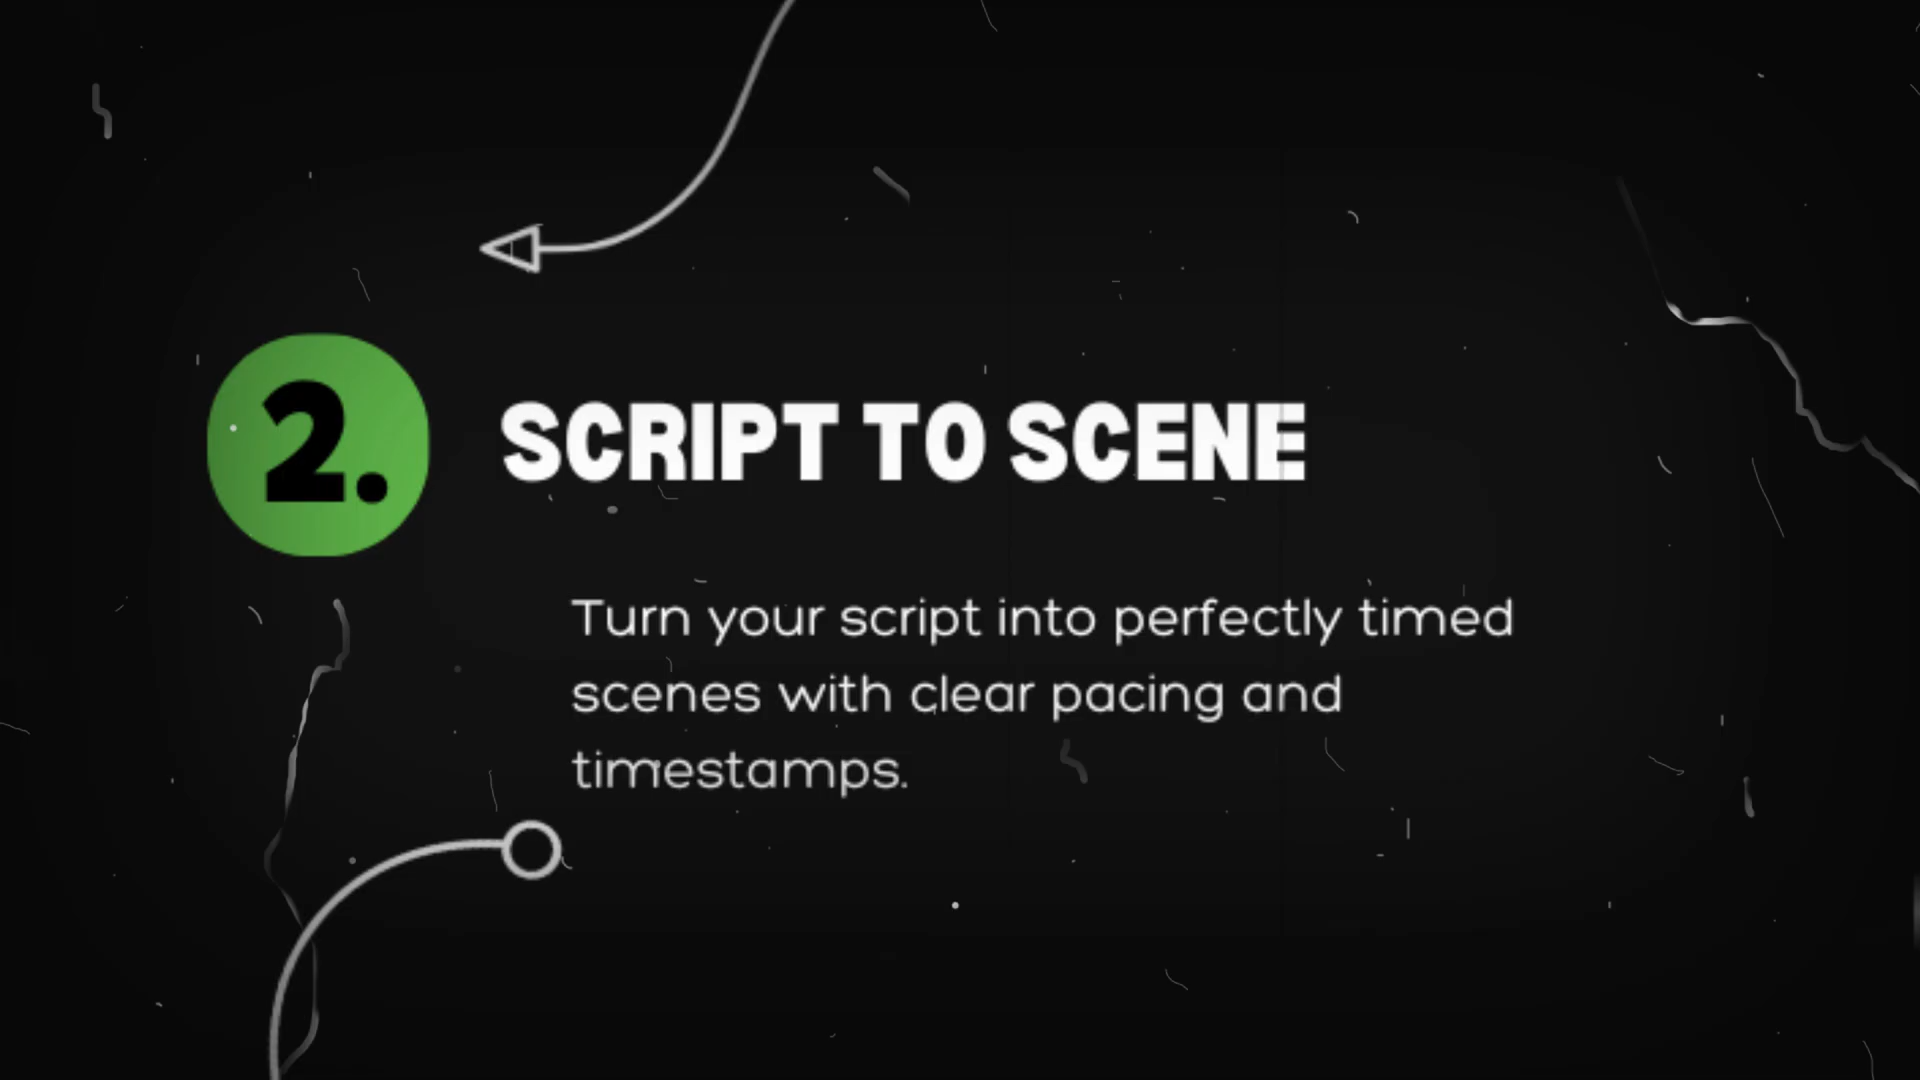 2.
SCRIPT TO SCENE
Turn your script into perfectly timed
scenes with clear pacing and
timestamps.